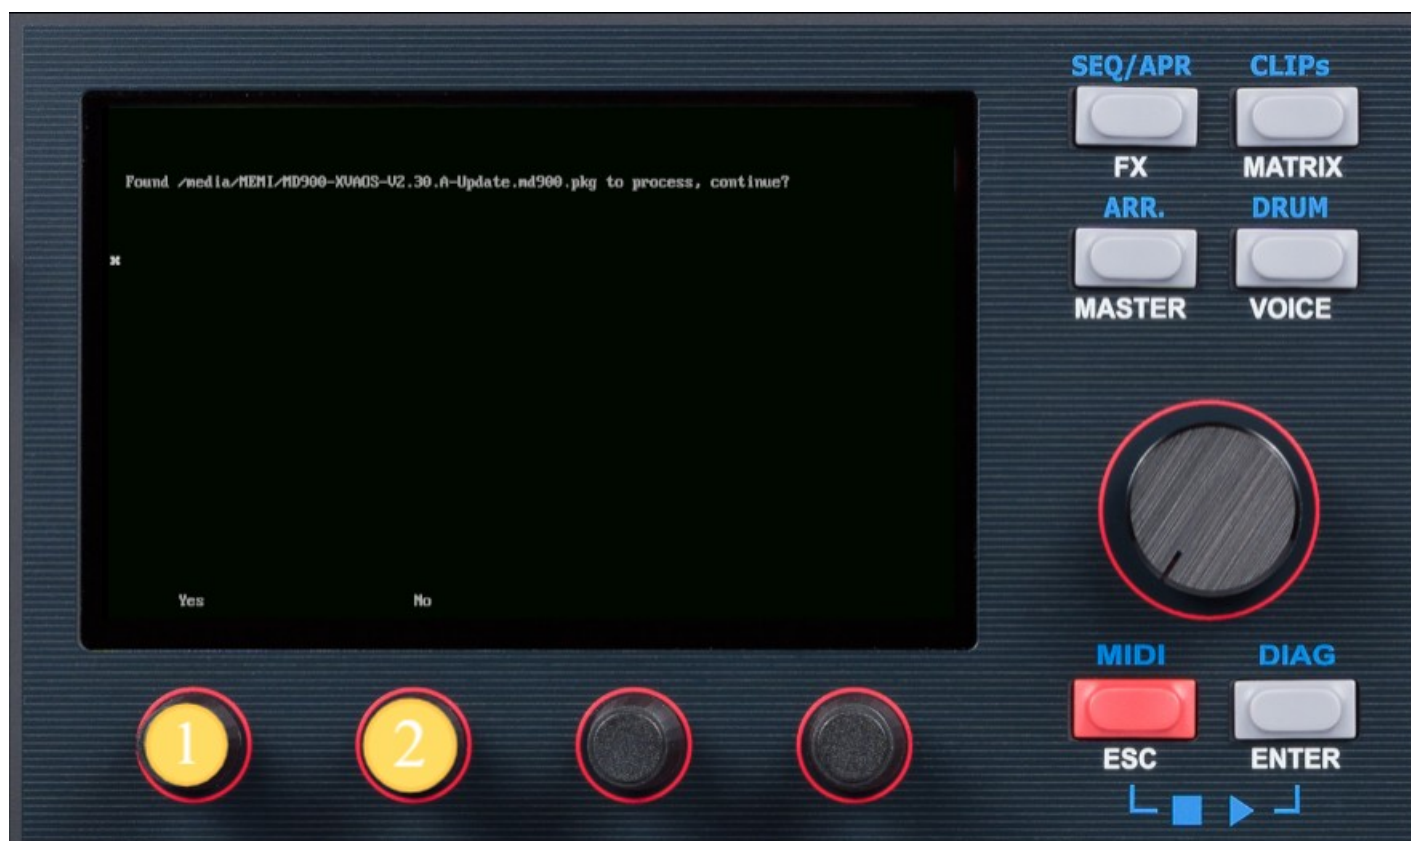 SEQ/APR CLIPs
FX MATRIX
ARR. DRUM
MASTER VOICE
Found /media/MEMI/MD900-XVAOS-V2.30.A-Update.md900.pkg to process, continue?
Yes No
1 2
MIDI DIAG
ESC ENTER